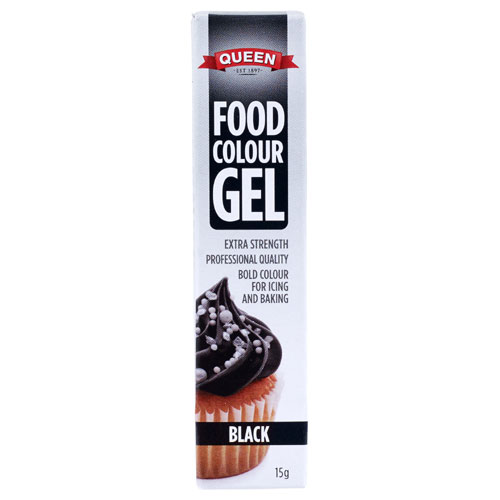 QUEEN
EST 1897
FOOD
COLOUR
GEL
EXTRA STRENGTH
PROFESSIONAL QUALITY
BOLD COLOUR
FOR ICING
AND BAKING
BLACK
15g